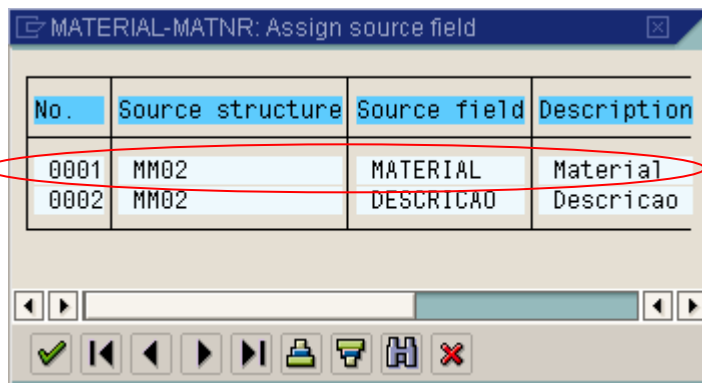 MATERIAL-MATNR: Assign source field
No. Source structure Source field Description
0001 MM02 MATERIAL Material
0002 MM02 DESCRICAO Descricao